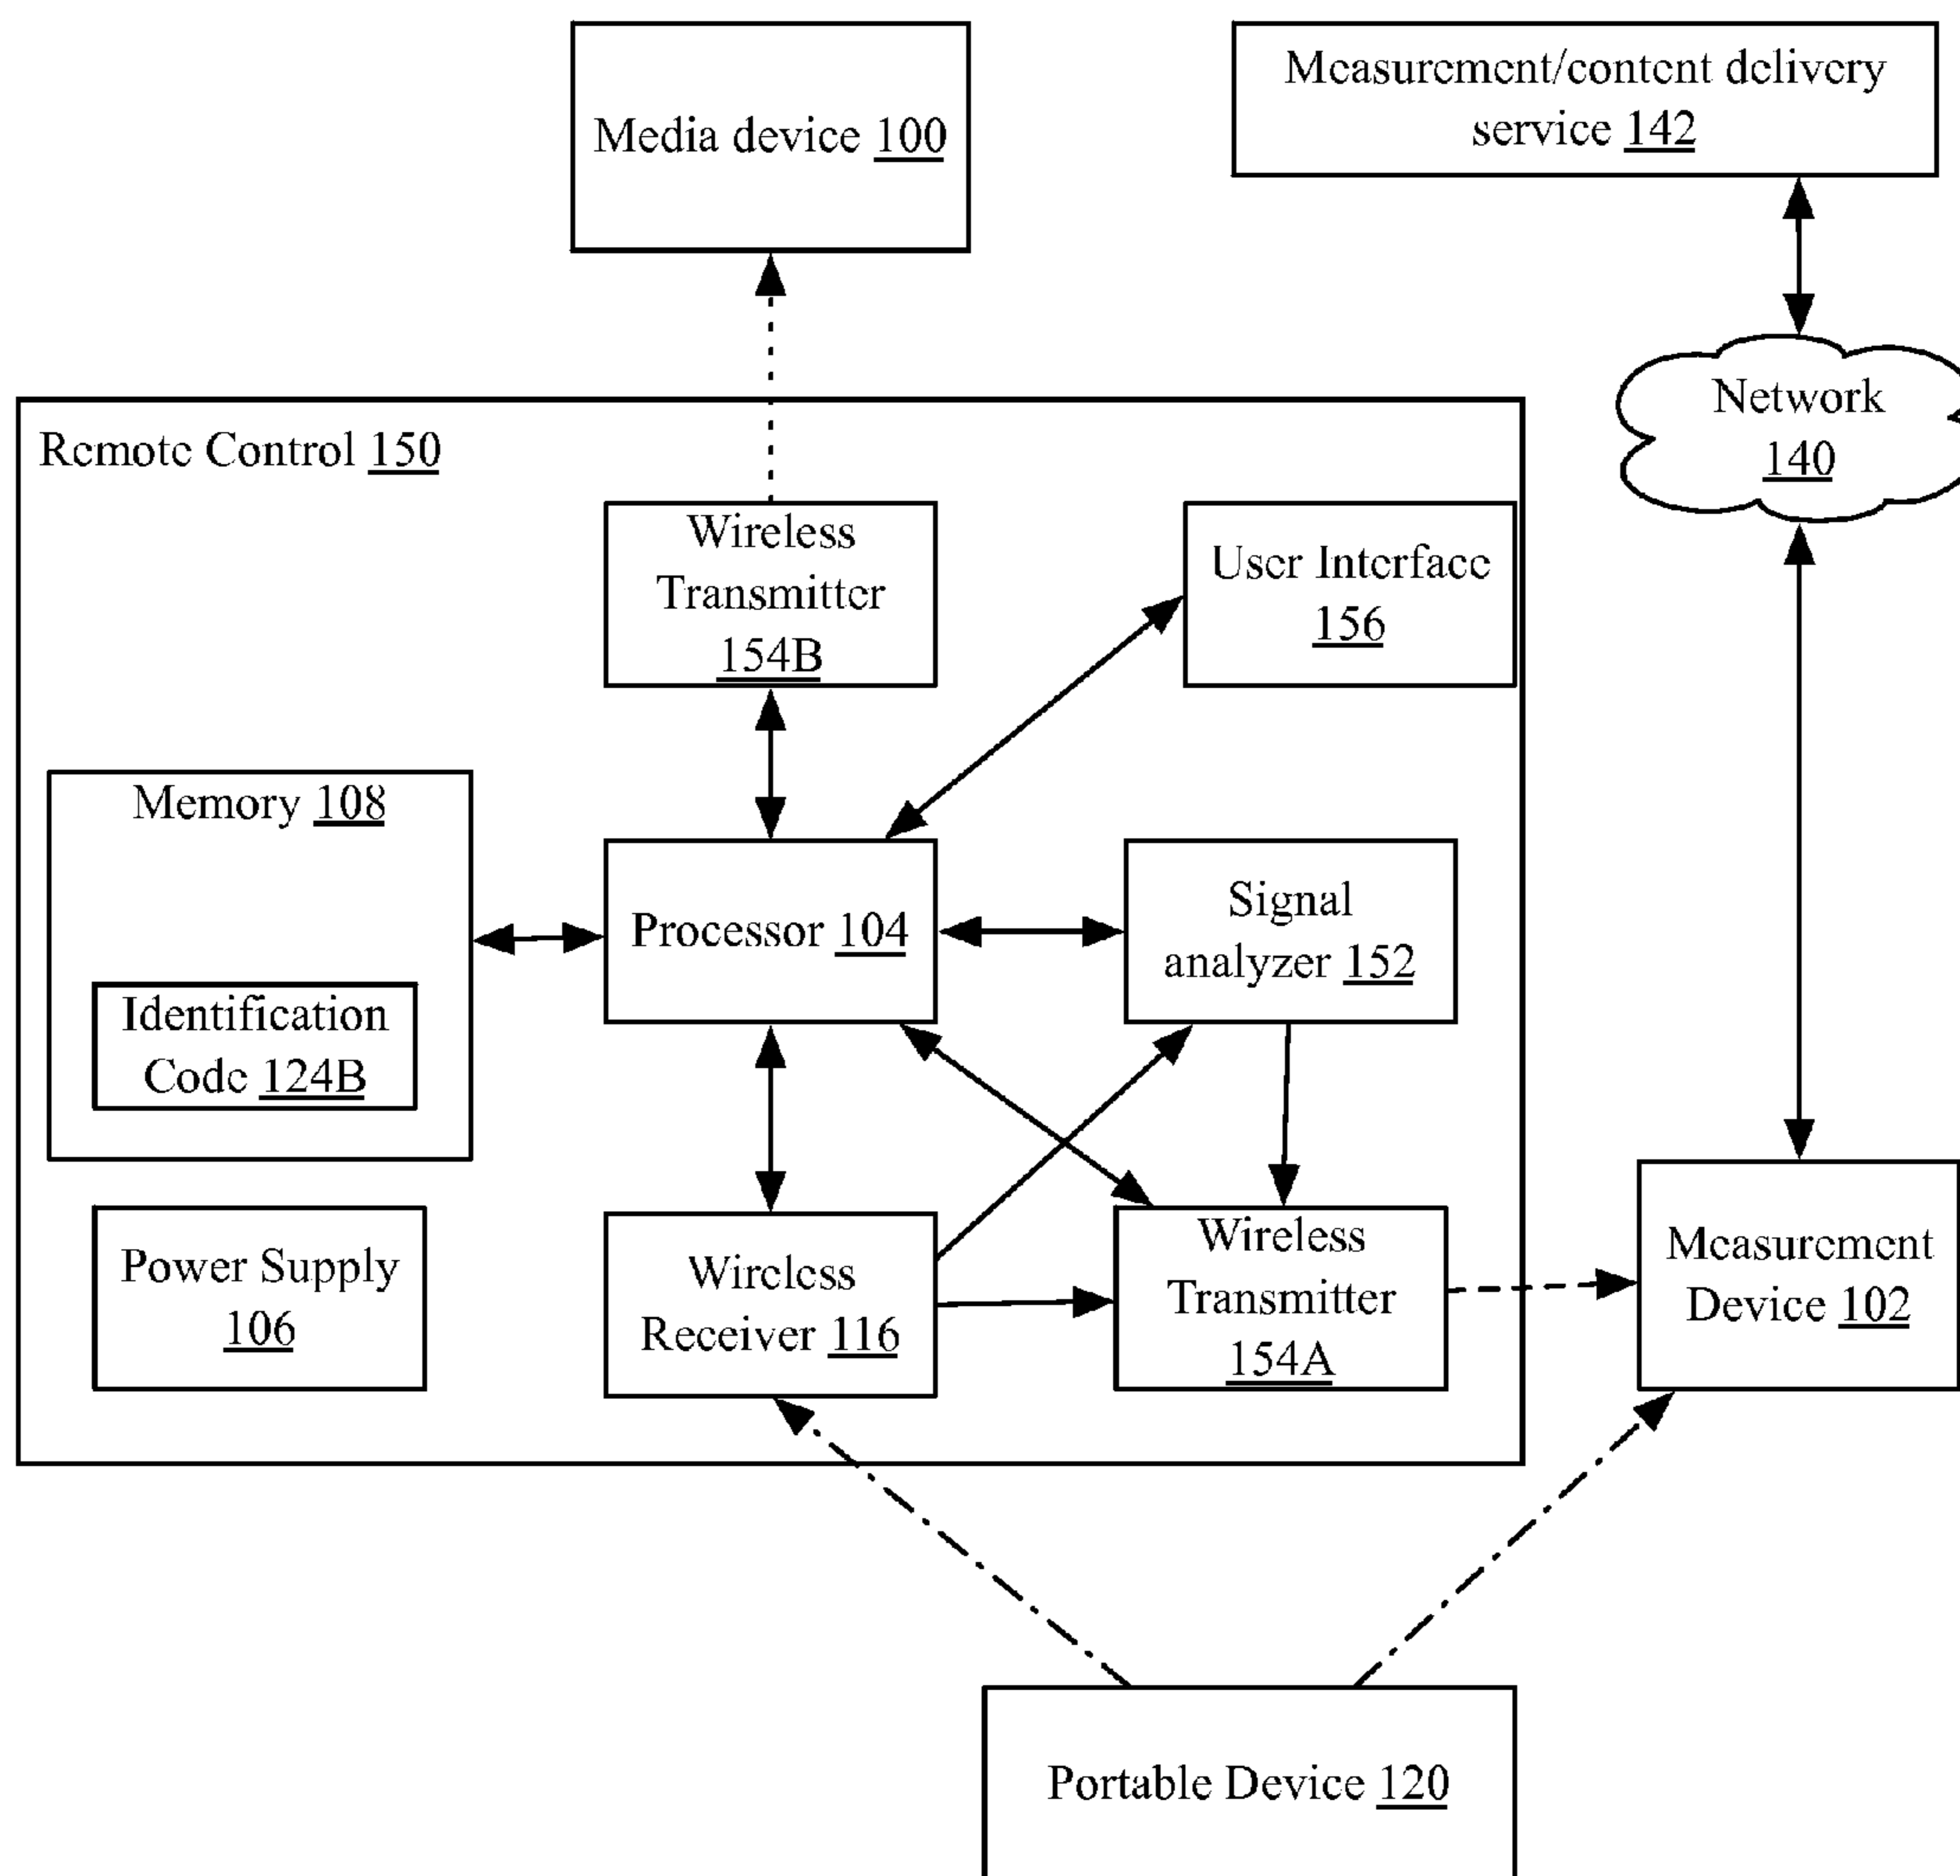 Media device 100
Measurement/content delivery
service 142
Network
140
Remote Control 150
Wireless
Transmitter
154B
User Interface
156
Memory 108
Identification
Code 124B
Processor 104
Signal
analyzer 152
Power Supply
106
Wireless
Receiver 116
Wireless
Transmitter
154A
Measurement
Device 102
Portable Device 120